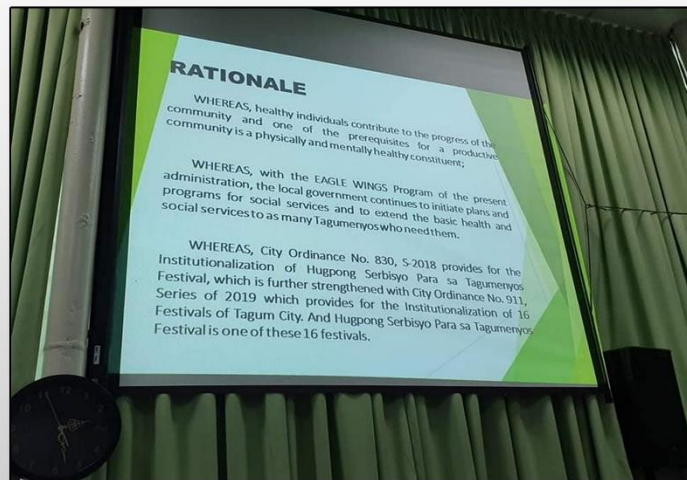 RATIONALE
WHEREAS, healthy individuals contribute to the progress of the
community and one of the prerequisites for a productive
community is a physically and mentally healthy constituent;
WHEREAS, with the EAGLE WINGS Program of the present
administration, the local government continues to initiate plans and
programs for social services and to extend the basic health and
social services to as many Tagumenyos who need them.
WHEREAS, City Ordinance No. 830, S-2018 provides for the
Institutionalization of Hugpong Serbisyo Para sa Tagumenyos
Festival, which is further strengthened with City Ordinance No. 911,
Series of 2019 which provides for the Institutionalization of 16
Festivals of Tagum City. And Hugpong Serbisyo Para sa Tagumenyos
Festival is one of these 16 festivals.